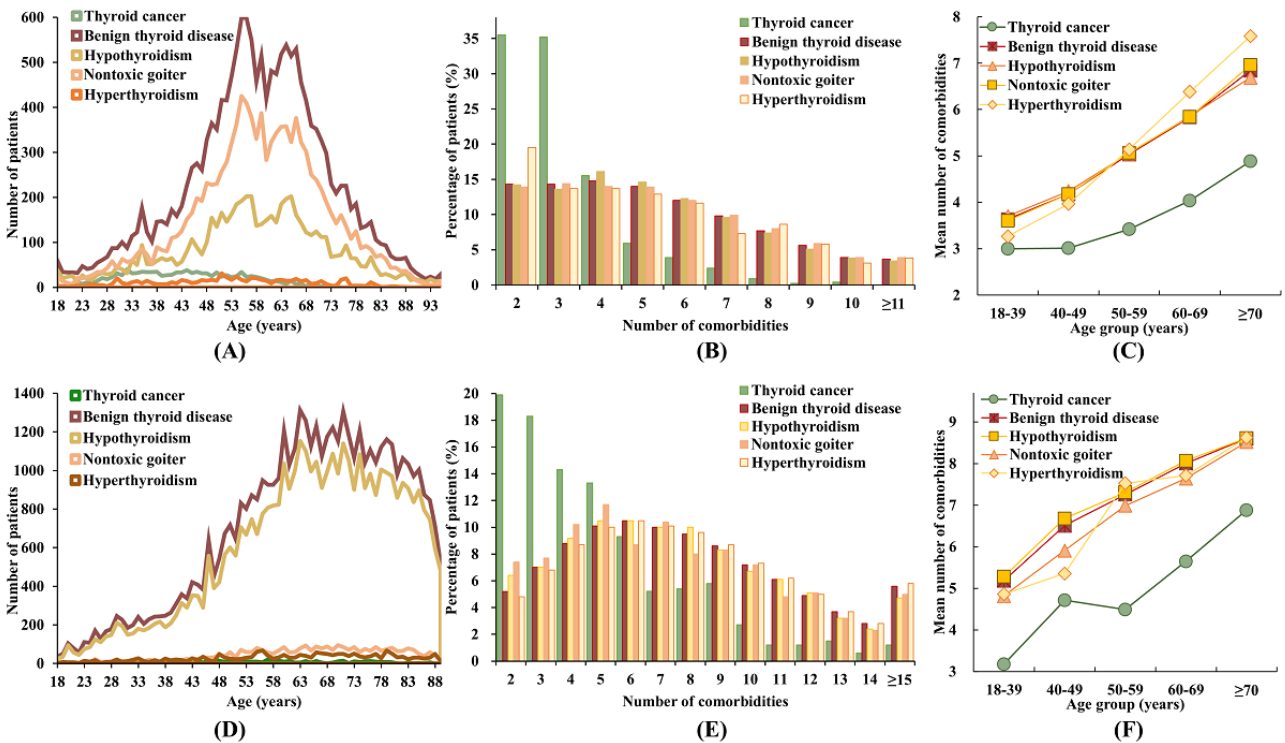 Thyroid cancer
Benign thyroid disease
Hypothyroidism
Nontoxic goiter
Hyperthyroidism
600
500
400
300
200
100
0
Number of patients
18 23 28 33 38 43 48 53 58 63 68 73 78 83 88 93
Age (years)
(A)
Thyroid cancer
Benign thyroid disease
Hypothyroidism
Nontoxic goiter
Hyperthyroidism
35
30
25
20
15
10
5
0
Percentage of patients (%)
2 3 4 5 6 7 8 9 10 ≥11
Number of comorbidities
(B)
Thyroid cancer
Benign thyroid disease
Hypothyroidism
Nontoxic goiter
Hyperthyroidism
8
7
6
5
4
3
2
Mean number of comorbidities
18-39 40-49 50-59 60-69 ≥70
Age group (years)
(C)
Thyroid cancer
Benign thyroid disease
Hypothyroidism
Nontoxic goiter
Hyperthyroidism
1400
1200
1000
800
600
400
200
0
Number of patients
18 23 28 33 38 43 48 53 58 63 68 73 78 83 88
Age (years)
(D)
Thyroid cancer
Benign thyroid disease
Hypothyroidism
Nontoxic goiter
Hyperthyroidism
20
18
16
14
12
10
8
6
4
2
0
Percentage of patients (%)
2 3 4 5 6 7 8 9 10 11 12 13 14 ≥15
Number of comorbidities
(E)
Thyroid cancer
Benign thyroid disease
Hypothyroidism
Nontoxic goiter
Hyperthyroidism
9
8
7
6
5
4
3
Mean number of comorbidities
18-39 40-49 50-59 60-69 ≥70
Age group (years)
(F)